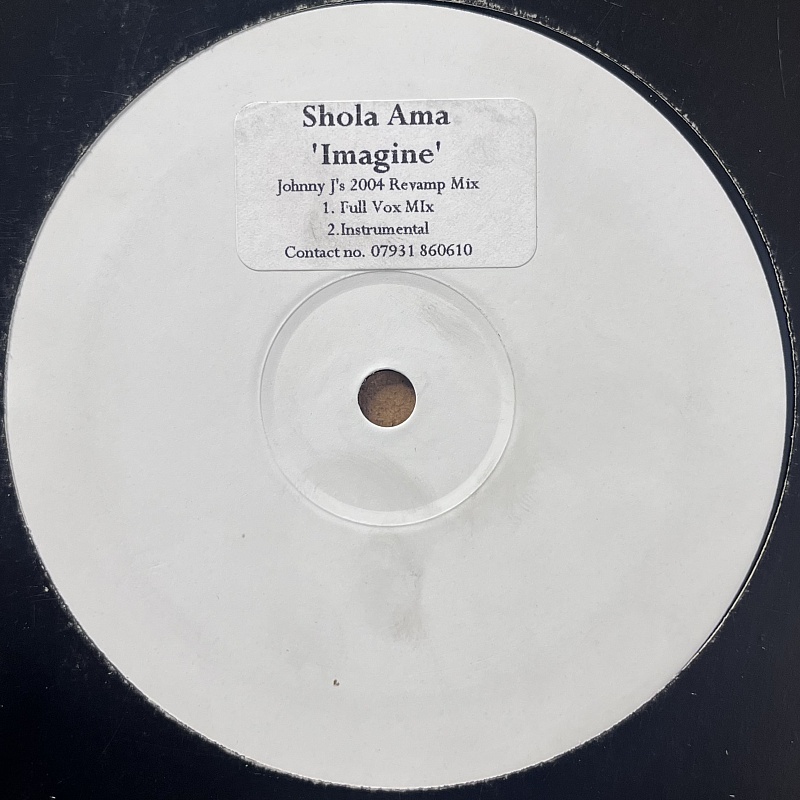 Shola Ama
'Imagine'
Johnny J's 2004 Revamp Mix
1. Full Vox MIx
2.Instrumental
Contact no. 07931 860610